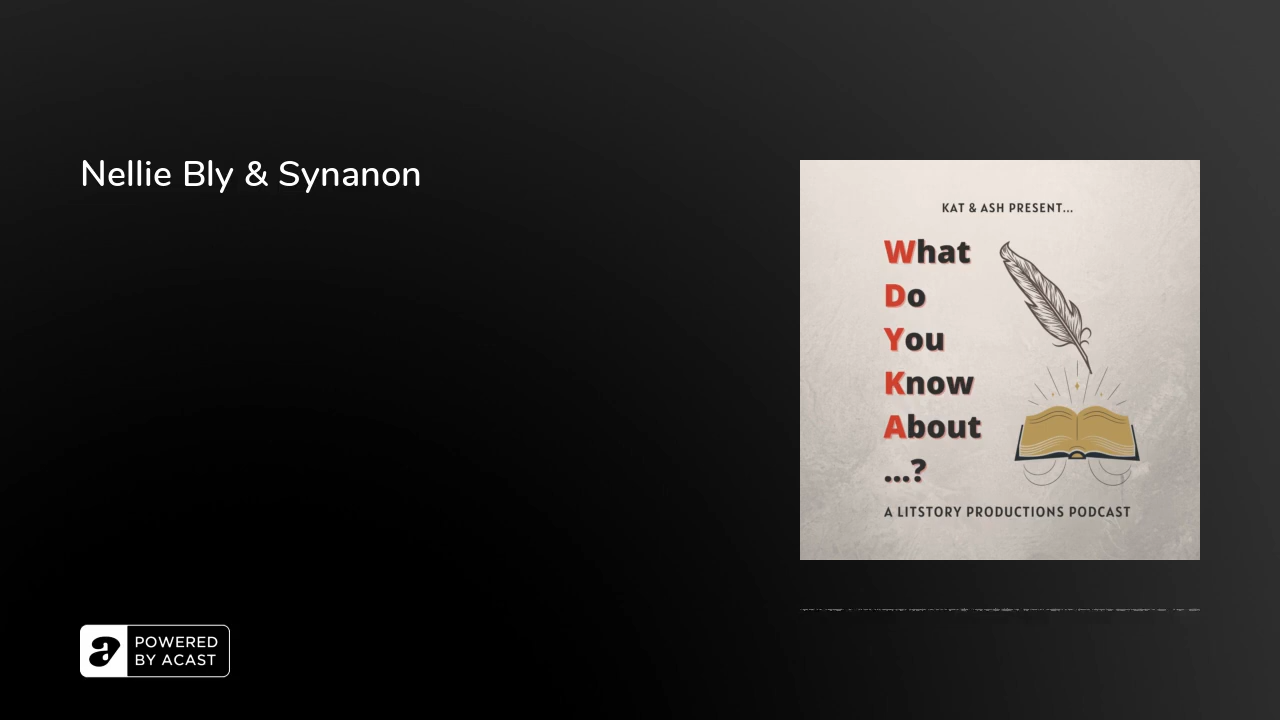 Nellie Bly & Synanon
KAT & ASH PRESENT...
What
Do
You
Know
About
...?
A LITSTORY PRODUCTIONS PODCAST
a POWERED
BY ACAST